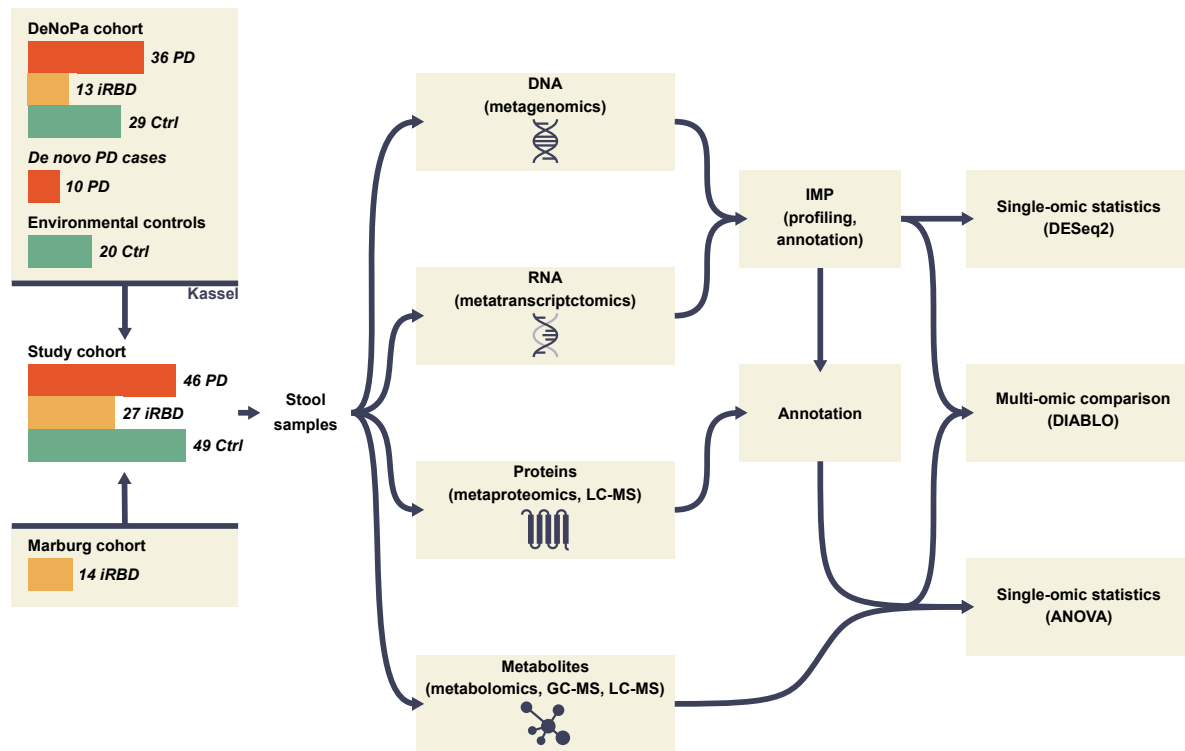 DeNoPa cohort
36 PD
13 iRBD
29 Ctrl
De novo PD cases
10 PD
Environmental controls
20 Ctrl
Kassel
Study cohort
46 PD
27 iRBD
49 Ctrl
Marburg cohort
14 iRBD
Stool
samples
DNA
(metagenomics)
RNA
(metatranscriptctomics)
Proteins
(metaproteomics, LC-MS)
Metabolites
(metabolomics, GC-MS, LC-MS)
IMP
(profiling,
annotation)
Annotation
Single-omic statistics
(DESeq2)
Multi-omic comparison
(DIABLO)
Single-omic statistics
(ANOVA)